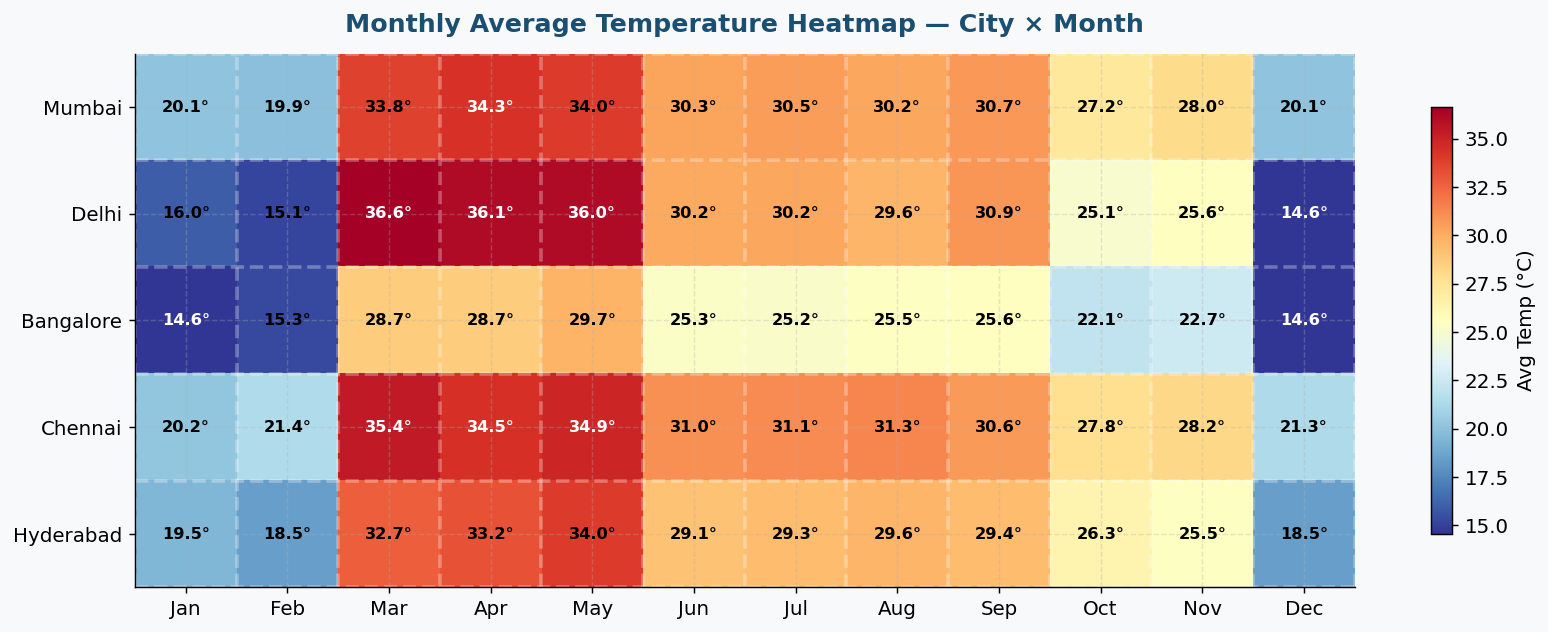 Monthly Average Temperature Heatmap — City × Month
Mumbai 20.1° 19.9° 33.8° 34.3° 34.0° 30.3° 30.5° 30.2° 30.7° 27.2° 28.0° 20.1°
Delhi 16.0° 15.1° 36.6° 36.1° 36.0° 30.2° 30.2° 29.6° 30.9° 25.1° 25.6° 14.6°
Bangalore 14.6° 15.3° 28.7° 28.7° 29.7° 25.3° 25.2° 25.5° 25.6° 22.1° 22.7° 14.6°
Chennai 20.2° 21.4° 35.4° 34.5° 34.9° 31.0° 31.1° 31.3° 30.6° 27.8° 28.2° 21.3°
Hyderabad 19.5° 18.5° 32.7° 33.2° 34.0° 29.1° 29.3° 29.6° 29.4° 26.3° 25.5° 18.5°
Jan Feb Mar Apr May Jun Jul Aug Sep Oct Nov Dec
35.0
32.5
30.0
27.5
25.0
22.5
20.0
17.5
15.0
Avg Temp (°C)